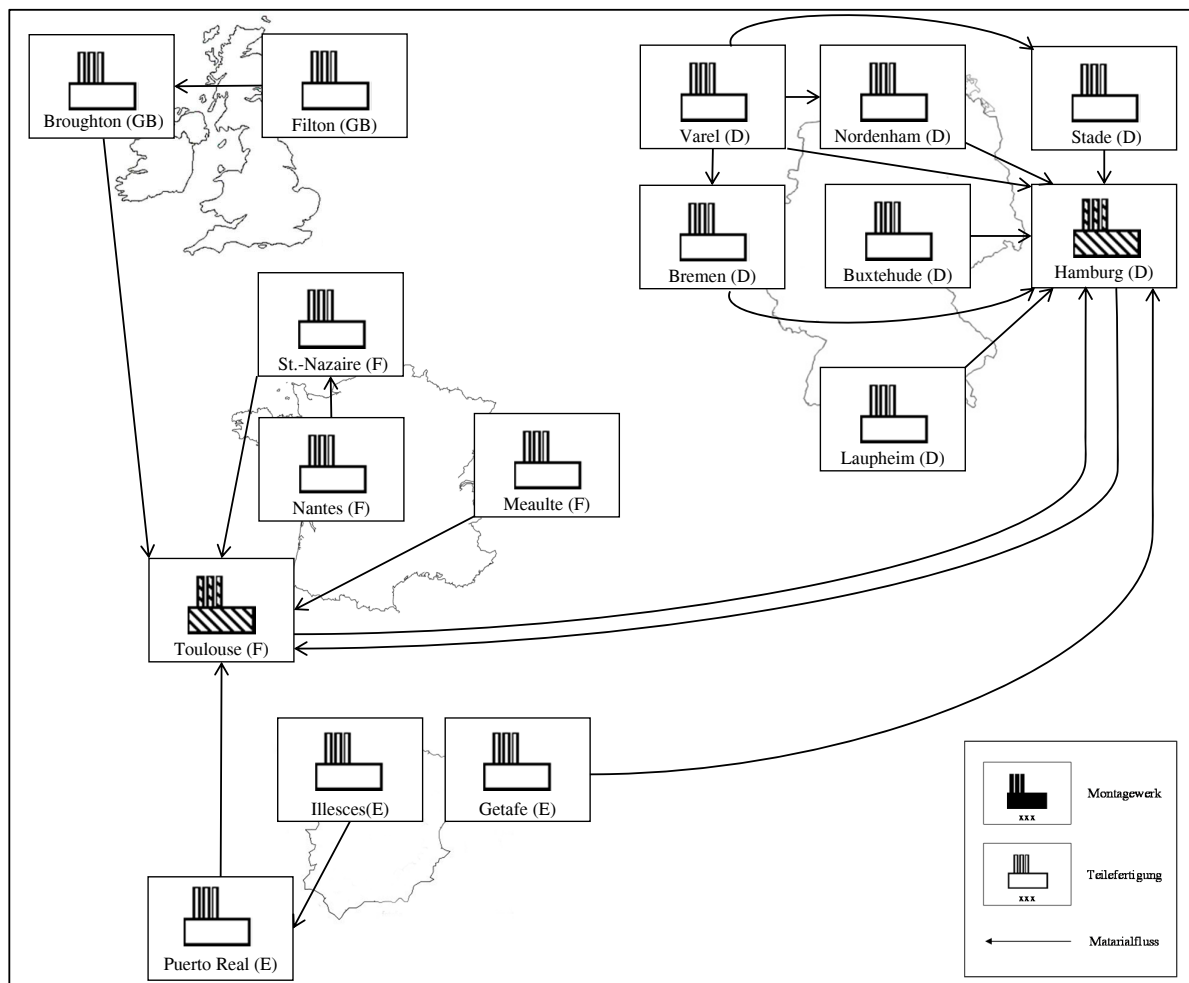 Broughton (GB)
Filton (GB)
Varel (D)
Nordenham (D)
Stade (D)
Bremen (D)
Buxtehude (D)
Hamburg (D)
St.-Nazaire (F)
Laupheim (D)
Nantes (F)
Meaulte (F)
Toulouse (F)
Illesces(E)
Getafe (E)
Puerto Real (E)
Montagewerk
xxx
Teilefertigung
xxx
Matarialfluss